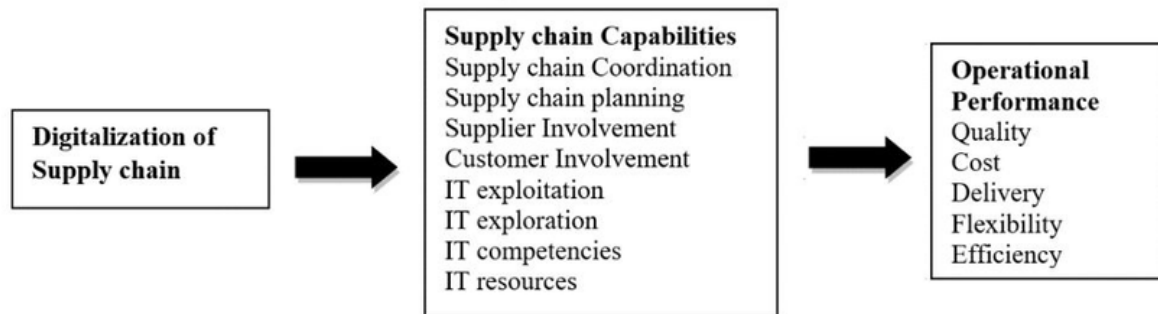 Digitalization of
Supply chain
Supply chain Capabilities
Supply chain Coordination
Supply chain planning
Supplier Involvement
Customer Involvement
IT exploitation
IT exploration
IT competencies
IT resources
Operational
Performance
Quality
Cost
Delivery
Flexibility
Efficiency